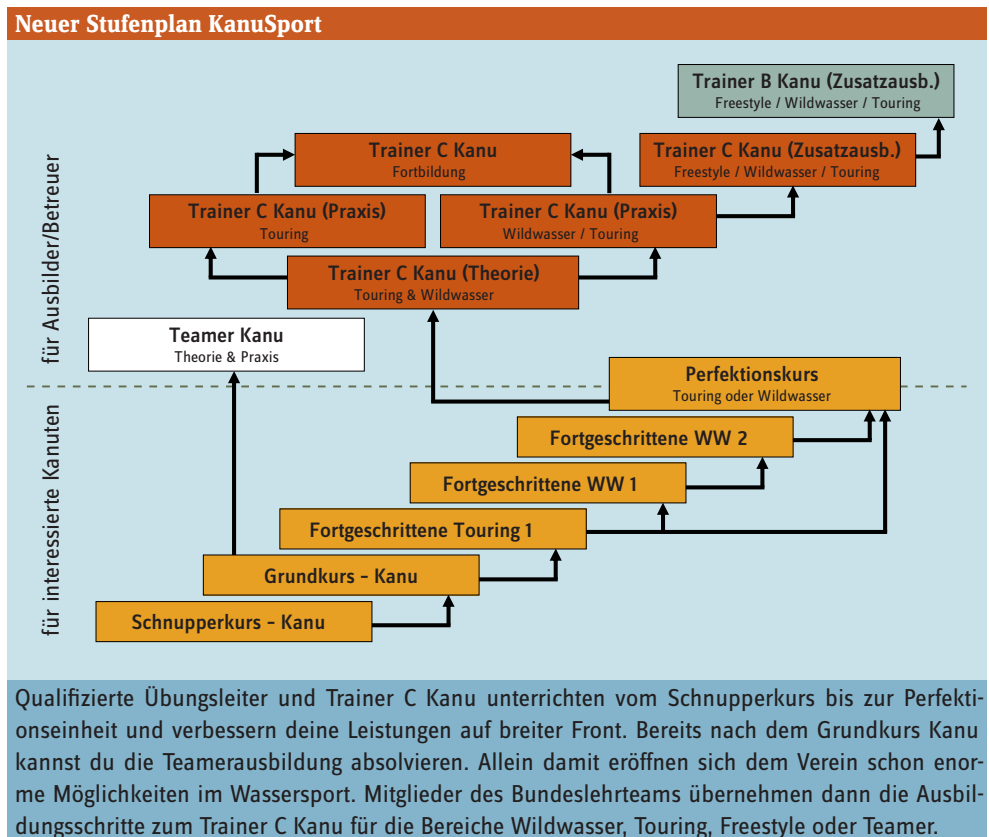 Neuer Stufenplan KanuSport
Trainer B Kanu (Zusatzausb.)
Freestyle / Wildwasser / Touring
Trainer C Kanu
Fortbildung
Trainer C Kanu (Zusatzausb.)
Freestyle / Wildwasser / Touring
Trainer C Kanu (Praxis)
Touring
Trainer C Kanu (Praxis)
Wildwasser / Touring
Trainer C Kanu (Theorie)
Touring & Wildwasser
für Ausbilder/Betreuer
Teamer Kanu
Theorie & Praxis
Perfektionskurs
Touring oder Wildwasser
Fortgeschrittene WW 2
Fortgeschrittene WW 1
Fortgeschrittene Touring 1
Grundkurs – Kanu
Schnupperkurs – Kanu
für interessierte Kanuten
Qualifizierte Übungsleiter und Trainer C Kanu unterrichten vom Schnupperkurs bis zur Perfekti-
onseinheit und verbessern deine Leistungen auf breiter Front. Bereits nach dem Grundkurs Kanu
kannst du die Teamerausbildung absolvieren. Allein damit eröffnen sich dem Verein schon enor-
me Möglichkeiten im Wassersport. Mitglieder des Bundeslehrteams übernehmen dann die Ausbil-
dungsschritte zum Trainer C Kanu für die Bereiche Wildwasser, Touring, Freestyle oder Teamer.